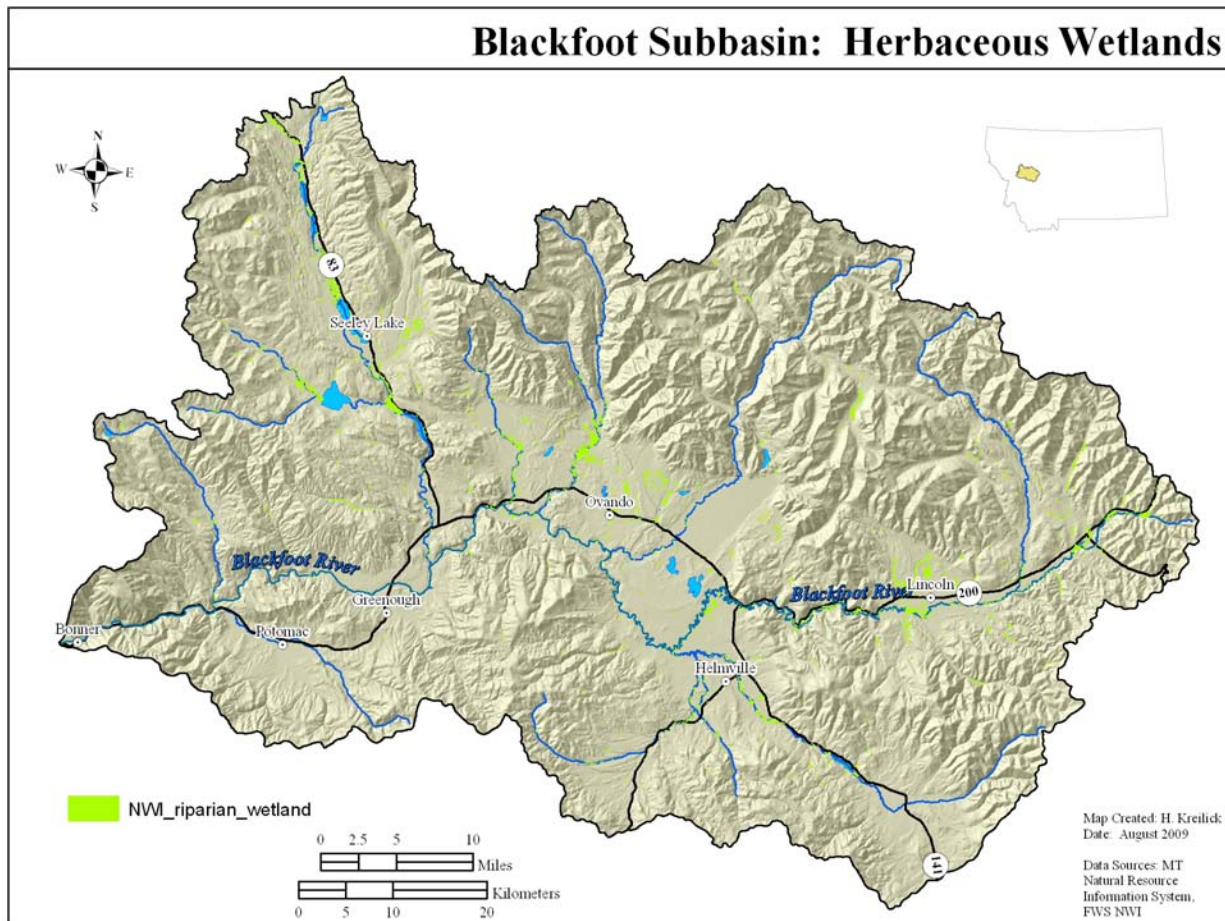 Blackfoot Subbasin:  Herbaceous Wetlands
N
W
E
S
83
Seeley Lake
Ovando
Blackfoot River
Greenough
Bonner
Potomac
Blackfoot River
Lincoln
200
Helmville
141
NWI_riparian_wetland
0 2.5 5 10
Miles
Kilometers
0 5 10 20
Map Created: H. Kreilick
Date: August 2009
Data Sources: MT
Natural Resource
Information System,
FWS NWI